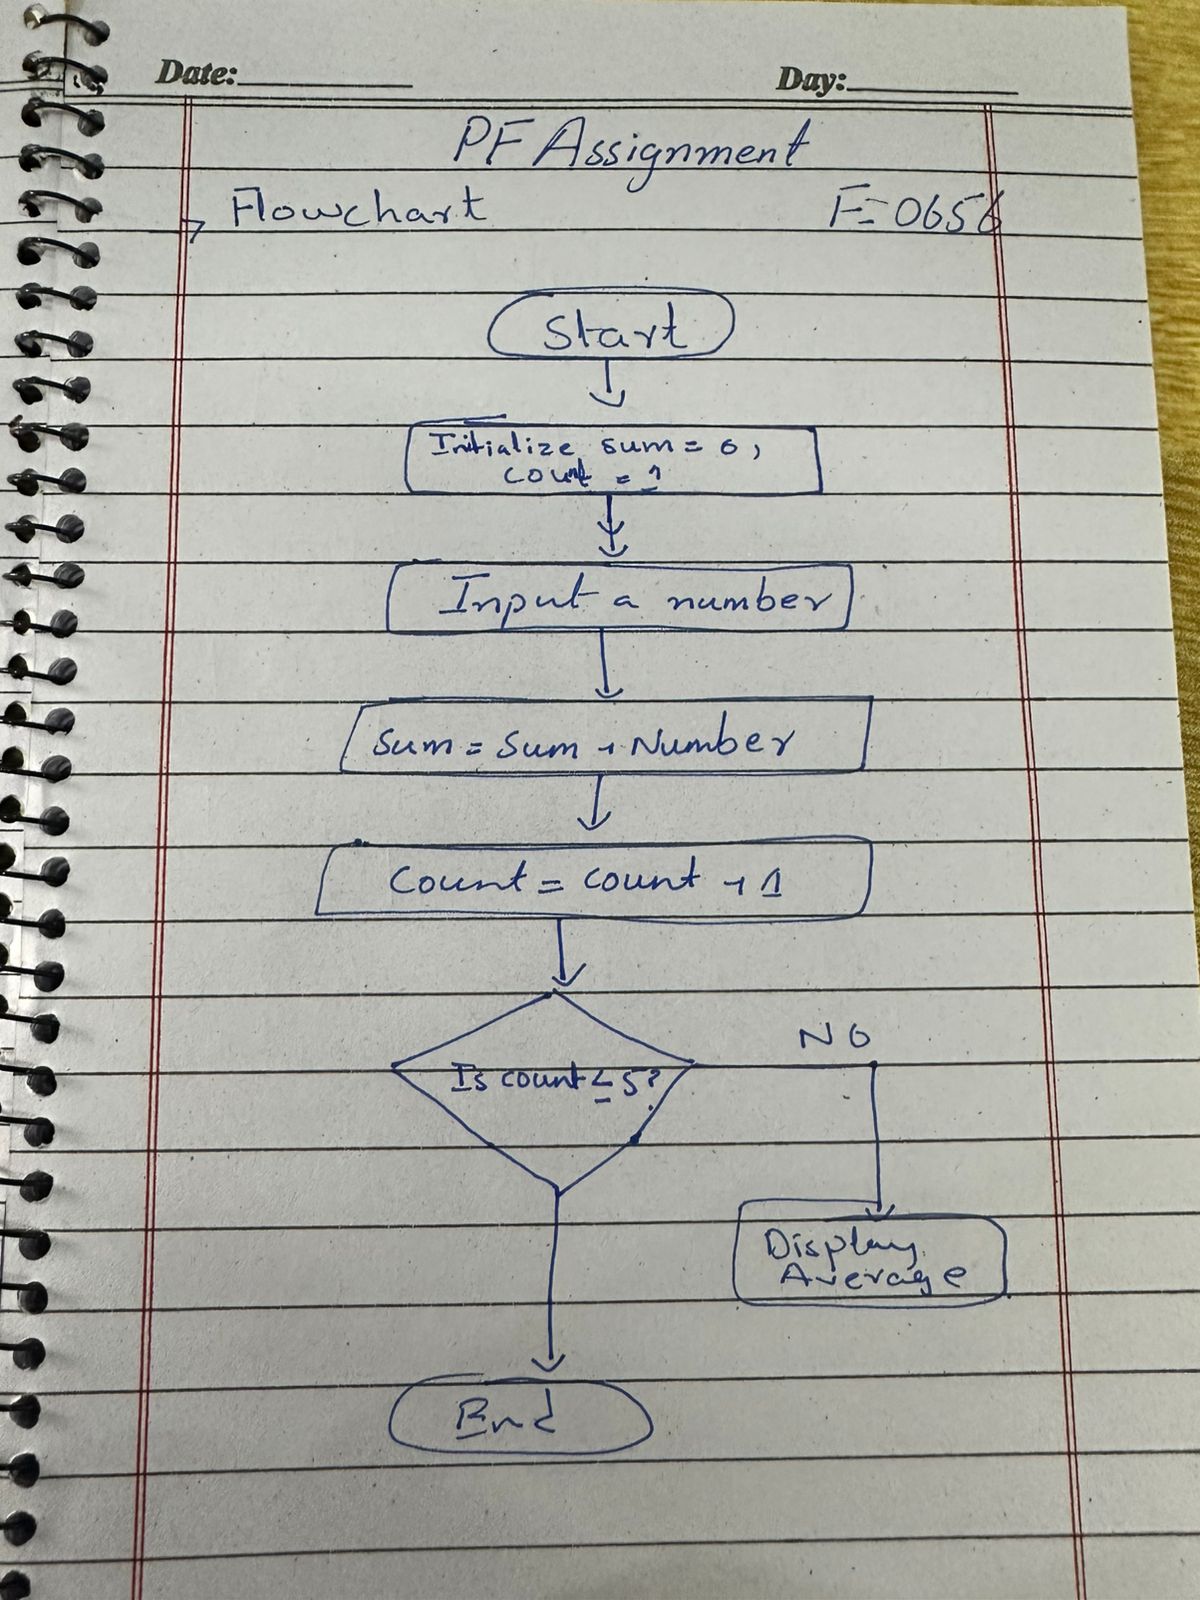 Date:
Day:
PF Assignment
→ Flowchart
F-0656
Start
Initialize sum = 0,
count = 1
Input a number
Sum = Sum + Number
Count = count + 1
Is count ≤ 5?
NO
Display
Average
End